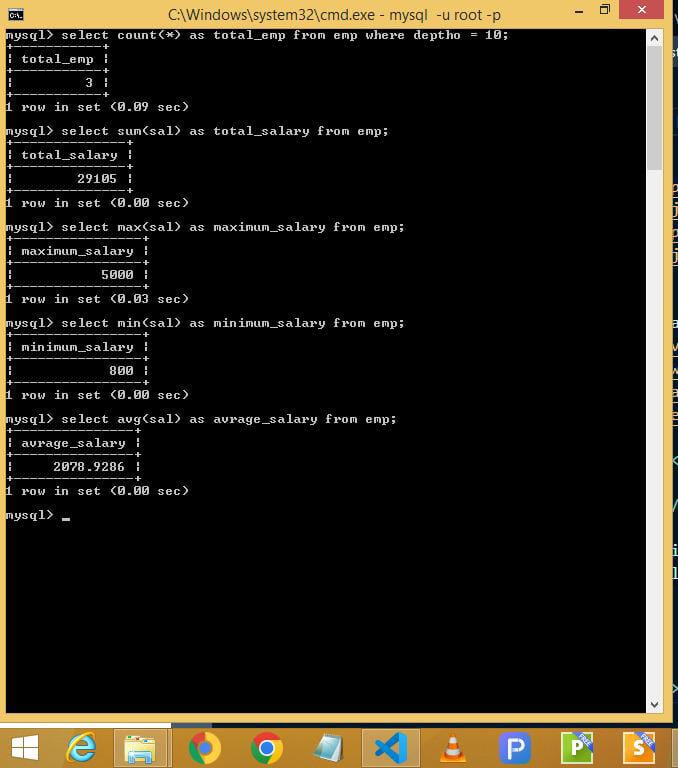 C:\Windows\system32\cmd.exe - mysql -u root -p
mysql> select count(*) as total_emp from emp where deptho = 10;
+-----------+
| total_emp |
+-----------+
|         3 |
+-----------+
1 row in set (0.09 sec)
mysql> select sum(sal) as total_salary from emp;
+--------------+
| total_salary |
+--------------+
|        29105 |
+--------------+
1 row in set (0.00 sec)
mysql> select max(sal) as maximum_salary from emp;
+----------------+
| maximum_salary |
+----------------+
|           5000 |
+----------------+
1 row in set (0.03 sec)
mysql> select min(sal) as minimum_salary from emp;
+----------------+
| minimum_salary |
+----------------+
|            800 |
+----------------+
1 row in set (0.00 sec)
mysql> select avg(sal) as avrage_salary from emp;
+---------------+
| avrage_salary |
+---------------+
|     2078.9286 |
+---------------+
1 row in set (0.00 sec)
mysql> _
P P FREE S FREE